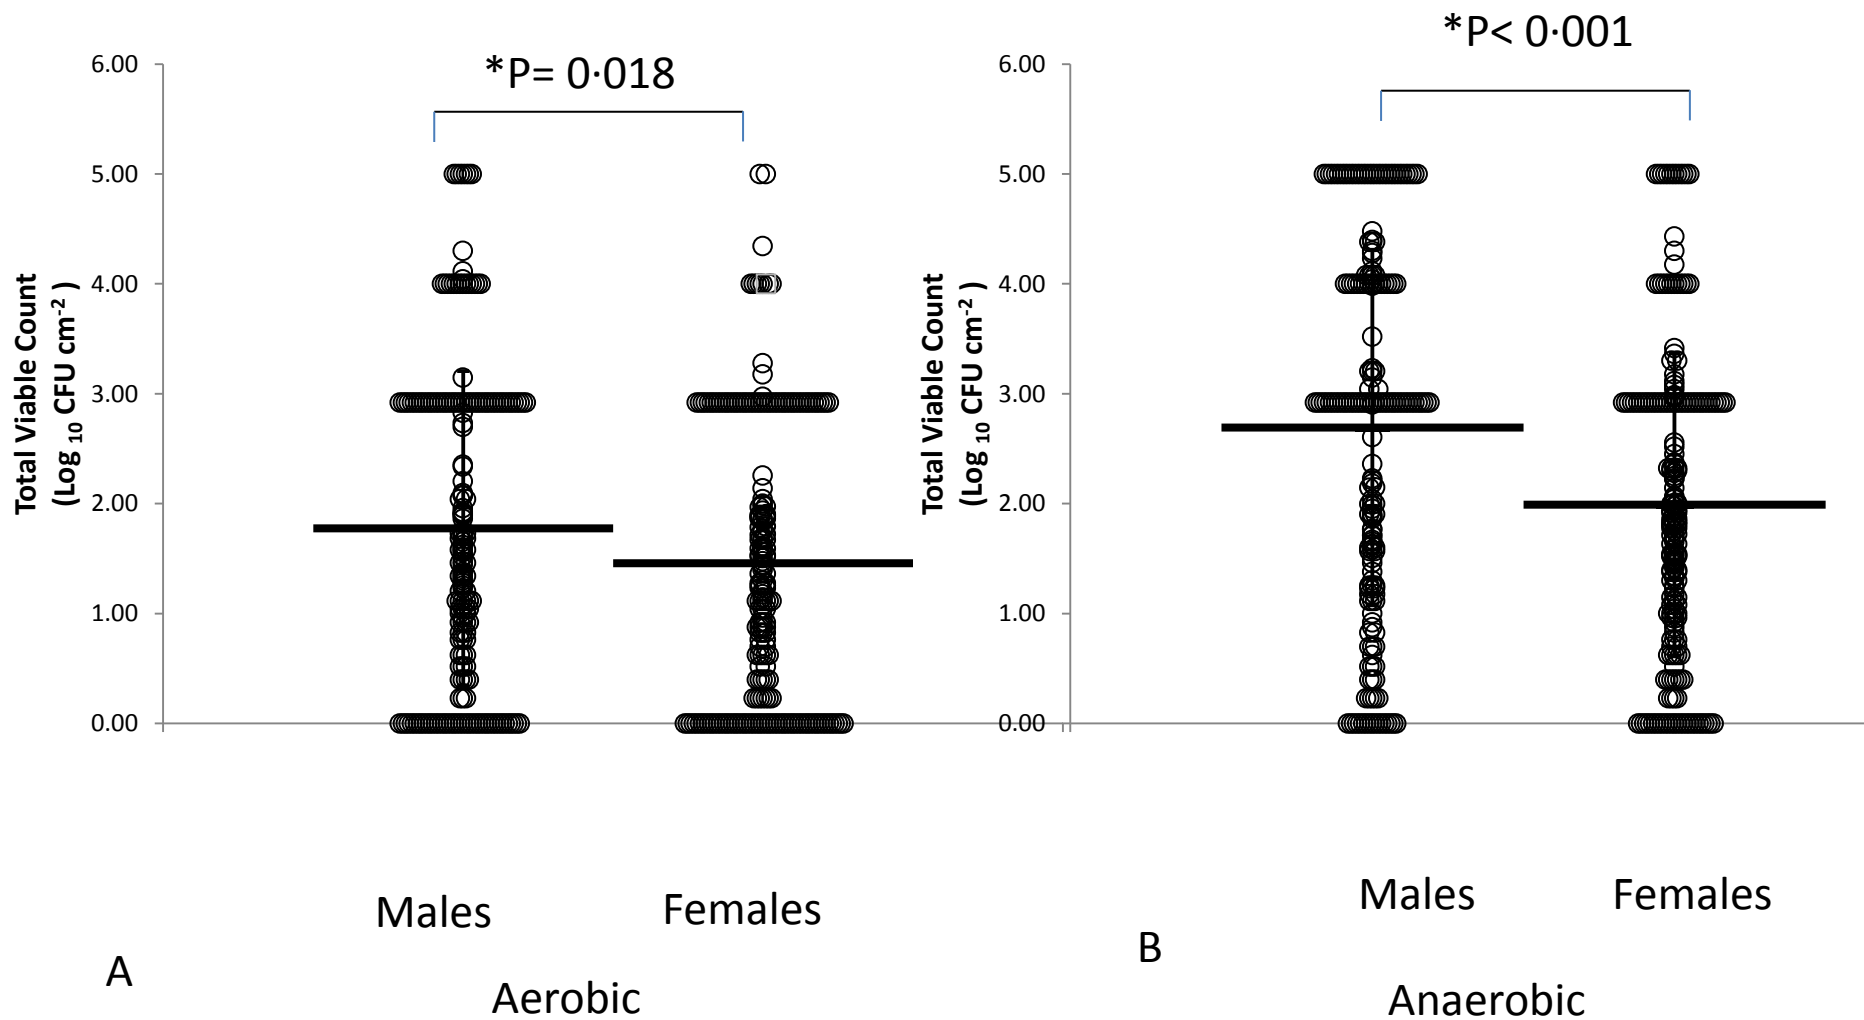 *P= 0·018
6.00
5.00
4.00
3.00
2.00
1.00
0.00
Total Viable Count
(Log 10 CFU cm-2 )
Males
Females
A
Aerobic
*P< 0·001
6.00
5.00
4.00
3.00
2.00
1.00
0.00
Total Viable Count
(Log 10 CFU cm-2 )
Males
Females
B
Anaerobic